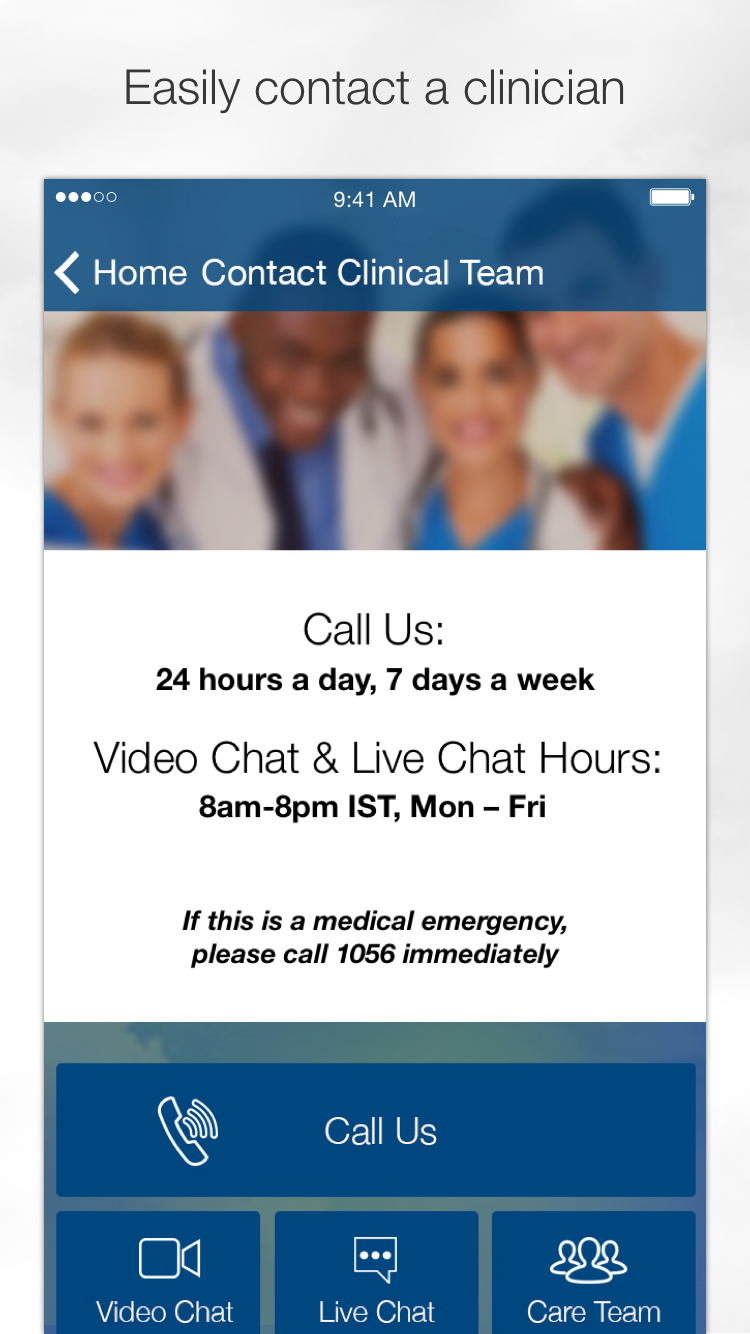 Easily contact a clinician
9:41 AM
Home Contact Clinical Team
Call Us:
24 hours a day, 7 days a week
Video Chat & Live Chat Hours:
8am-8pm IST, Mon – Fri
If this is a medical emergency,
please call 1056 immediately
Call Us
Video Chat Live Chat Care Team